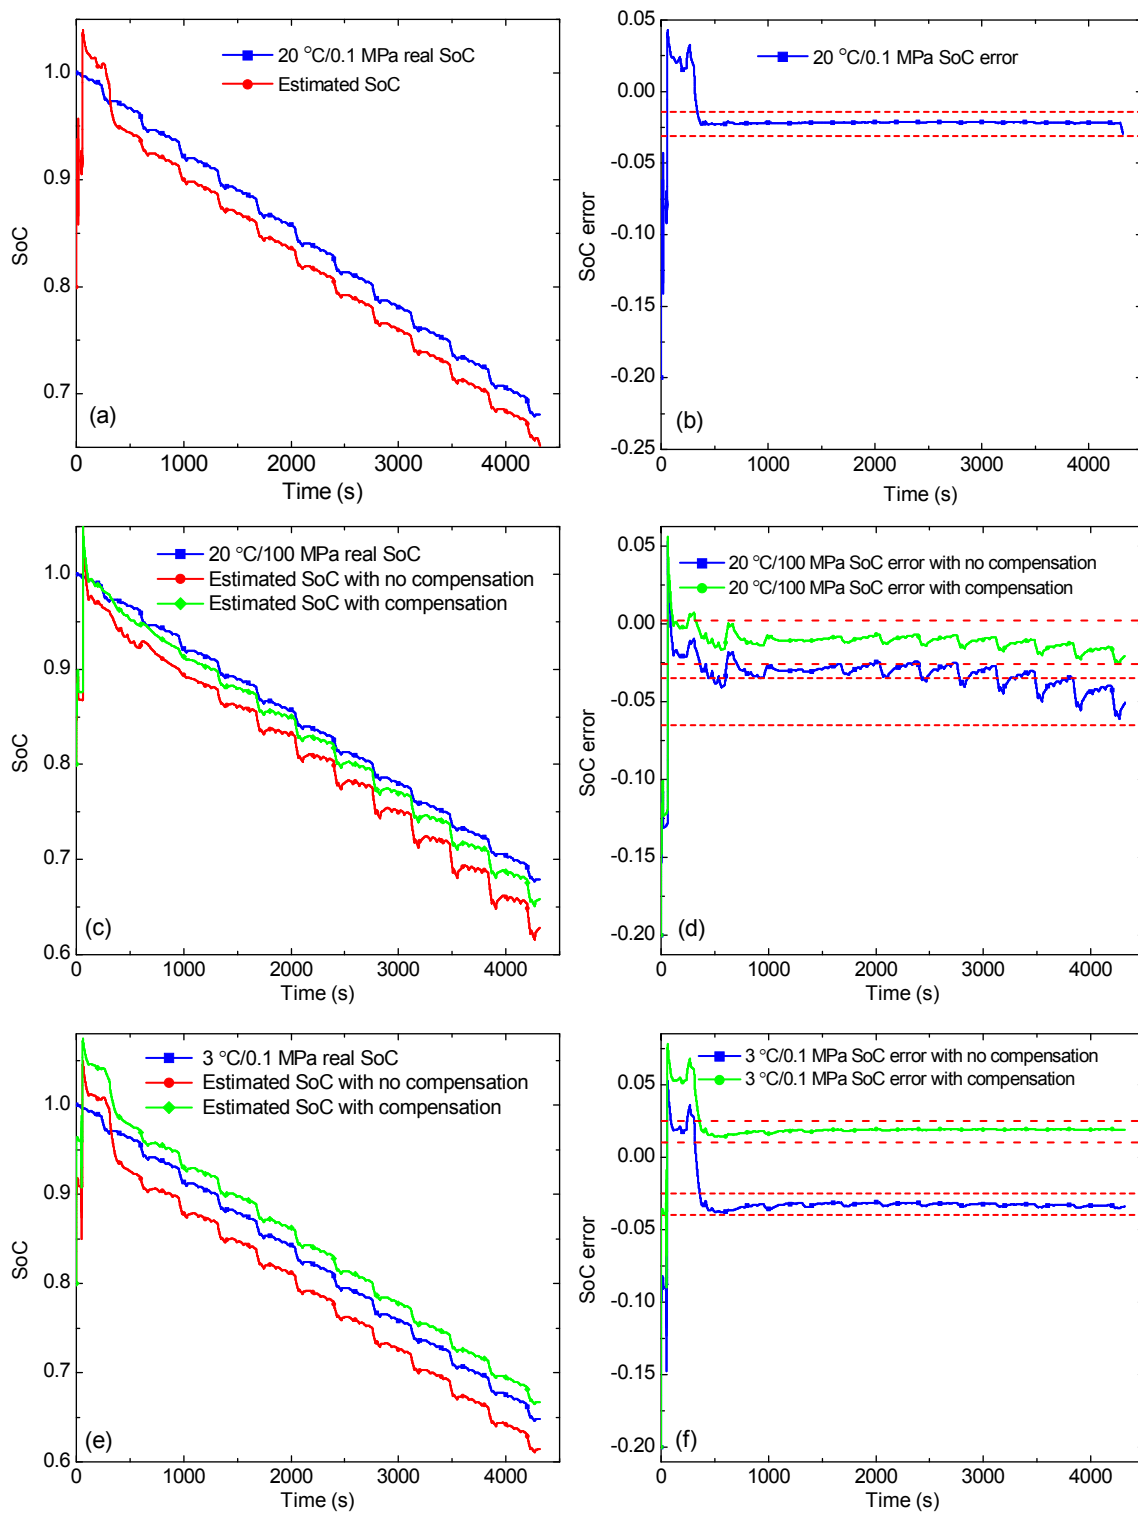 20 °C/0.1 MPa real SoC
Estimated SoC
1.0
0.9
0.8
0.7
SoC
(a)
0 1000 2000 3000 4000
Time (s)
0.05
0.00
-0.05
-0.10
-0.15
-0.20
-0.25
SoC error
20 °C/0.1 MPa SoC error
(b)
0 1000 2000 3000 4000
Time (s)
20 °C/100 MPa real SoC
Estimated SoC with no compensation
Estimated SoC with compensation
1.0
0.9
0.8
0.7
0.6
SoC
(c)
0 1000 2000 3000 4000
Time (s)
0.05
0.00
-0.05
-0.10
-0.15
-0.20
SoC error
20 °C/100 MPa SoC error with no compensation
20 °C/100 MPa SoC error with compensation
(d)
0 1000 2000 3000 4000
Time (s)
3 °C/0.1 MPa real SoC
Estimated SoC with no compensation
Estimated SoC with compensation
1.0
0.9
0.8
0.7
0.6
SoC
(e)
0 1000 2000 3000 4000
Time (s)
0.05
0.00
-0.05
-0.10
-0.15
-0.20
SoC error
3 °C/0.1 MPa SoC error with no compensation
3 °C/0.1 MPa SoC error with compensation
(f)
0 1000 2000 3000 4000
Time (s)